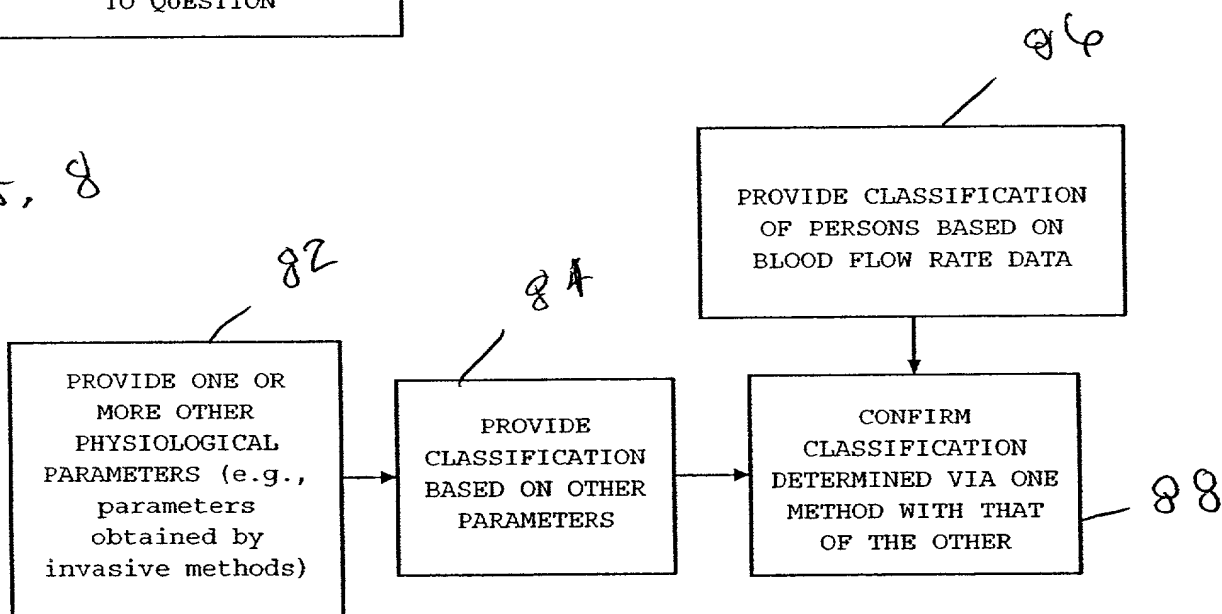 TO QUESTION
86
8
82
84
PROVIDE CLASSIFICATION
OF PERSONS BASED ON
BLOOD FLOW RATE DATA
PROVIDE ONE OR
MORE OTHER
PHYSIOLOGICAL
PARAMETERS (e.g.,
parameters
obtained by
invasive methods)
PROVIDE
CLASSIFICATION
BASED ON OTHER
PARAMETERS
CONFIRM
CLASSIFICATION
DETERMINED VIA ONE
METHOD WITH THAT
OF THE OTHER
88